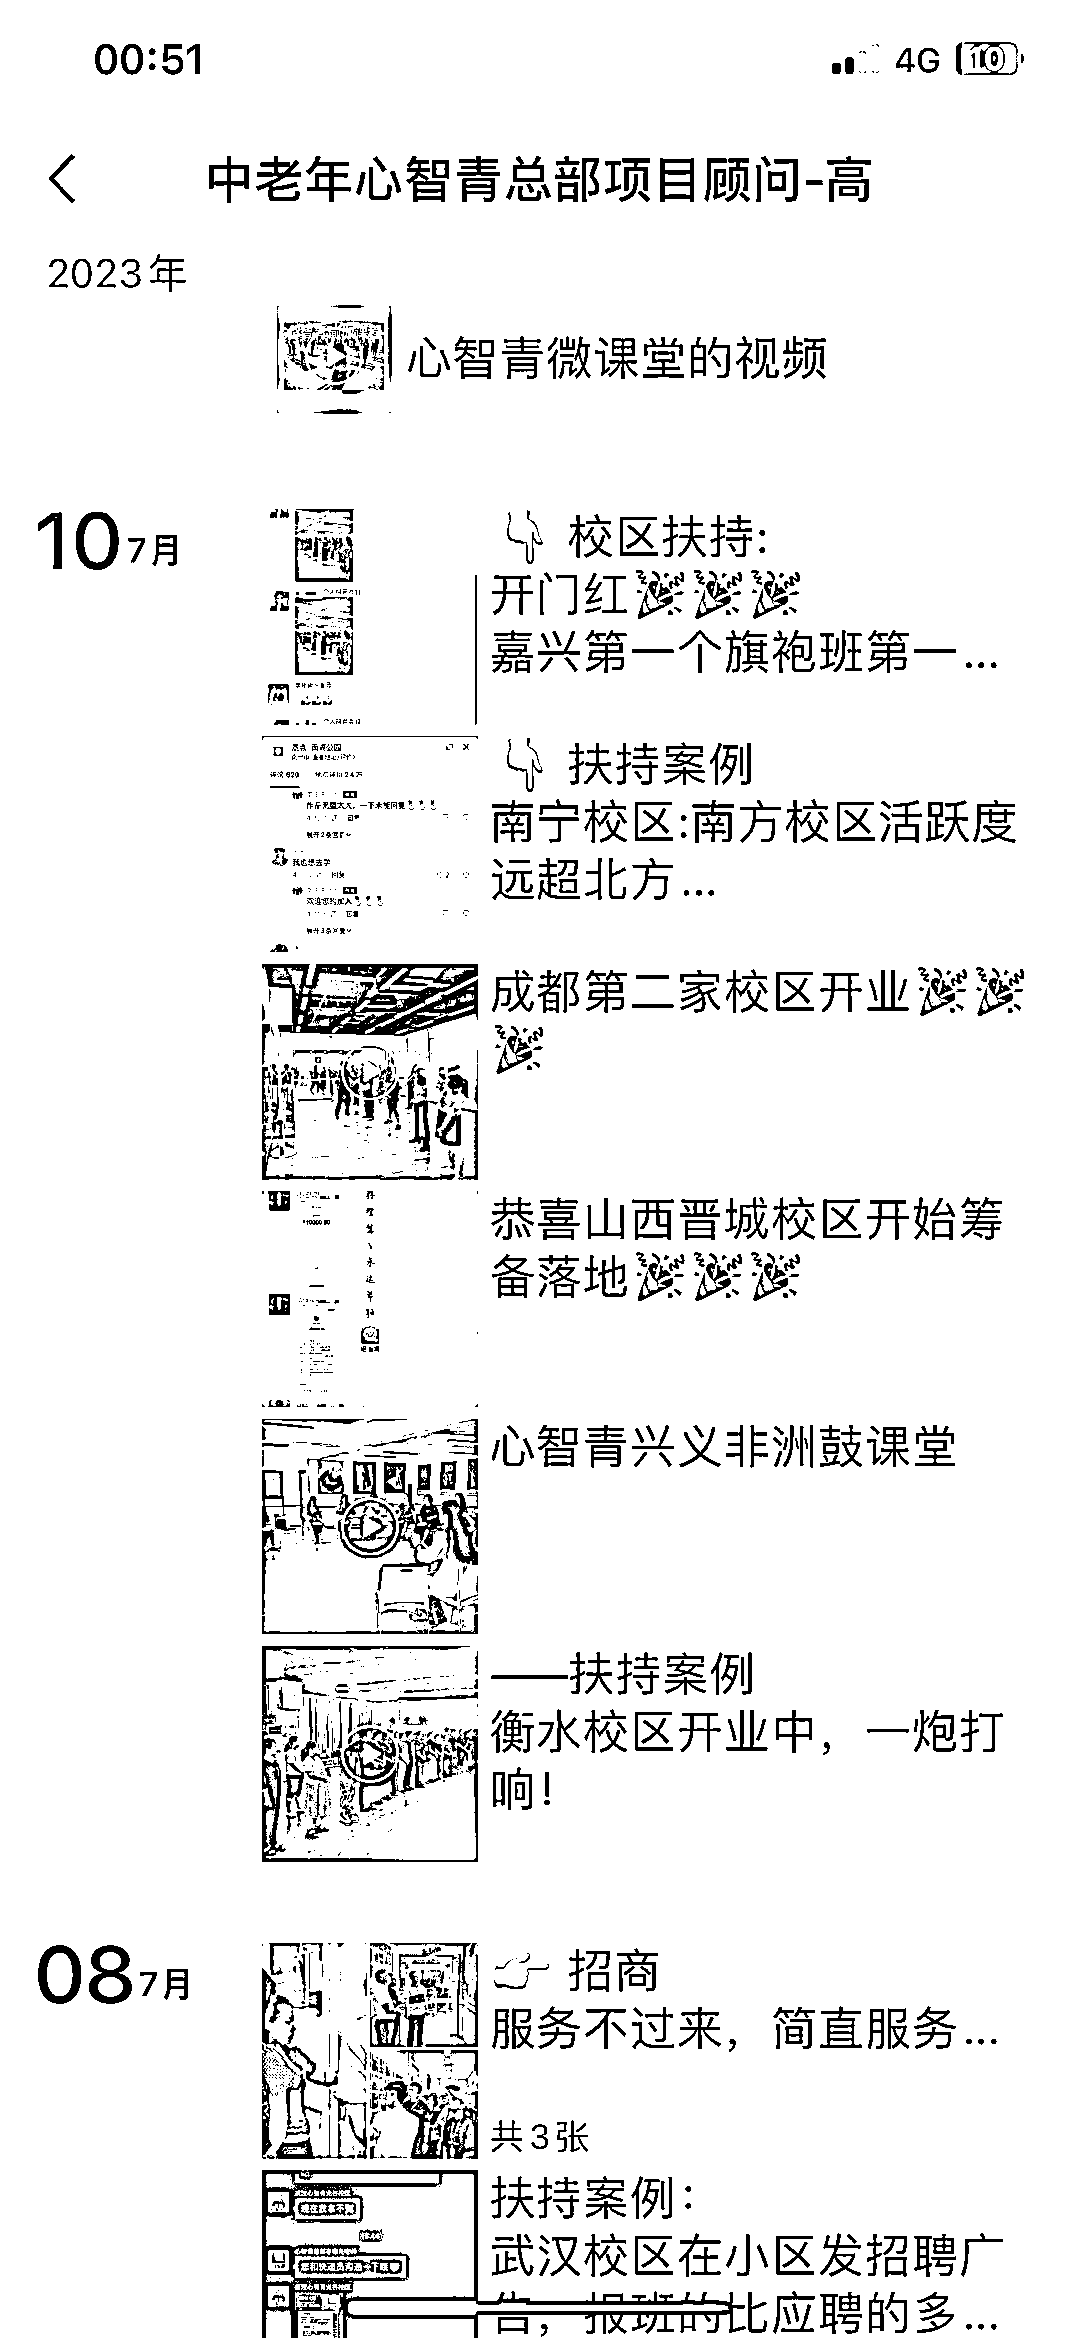 00:51
4G
10
中老年心智青总部项目顾问-高
2023年
心智青微课堂的视频
10 7月
👇 校区扶持:
开门红🎉🎉🎉
嘉兴第一个旗袍班第一...
👇 扶持案例
南宁校区:南方校区活跃度
远超北方...
我也想去学
成都第二家校区开业🎉🎉
🎉
恭喜山西晋城校区开始筹
备落地🎉🎉🎉
心智青兴义非洲鼓课堂
——扶持案例
衡水校区开业中，一炮打
响！
08 7月
👉 招商
服务不过来，简直服务...
共3张
扶持案例：
武汉校区在小区发招聘广
告，报班的比应聘的多...